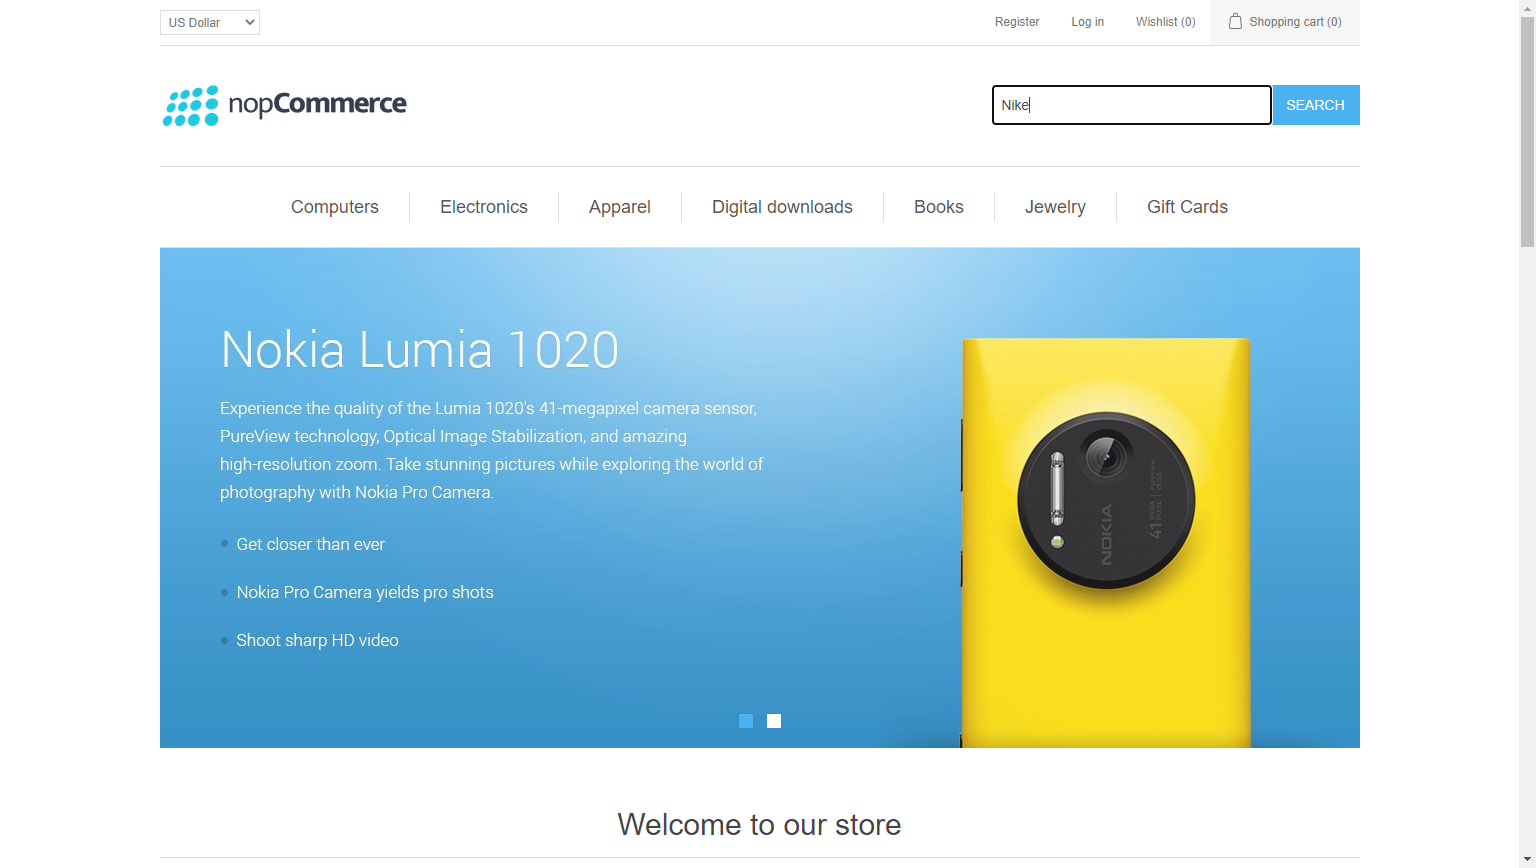 US Dollar
Register
Log in
Wishlist (0)
Shopping cart (0)
nopCommerce
Nike
SEARCH
Computers
Electronics
Apparel
Digital downloads
Books
Jewelry
Gift Cards
Nokia Lumia 1020
Experience the quality of the Lumia 1020's 41-megapixel camera sensor,
PureView technology, Optical Image Stabilization, and amazing
high-resolution zoom. Take stunning pictures while exploring the world of
photography with Nokia Pro Camera.
Get closer than ever
Nokia Pro Camera yields pro shots
Shoot sharp HD video
NOKIA
41 MEGA PIXEL
PureView
ZEISS
Welcome to our store